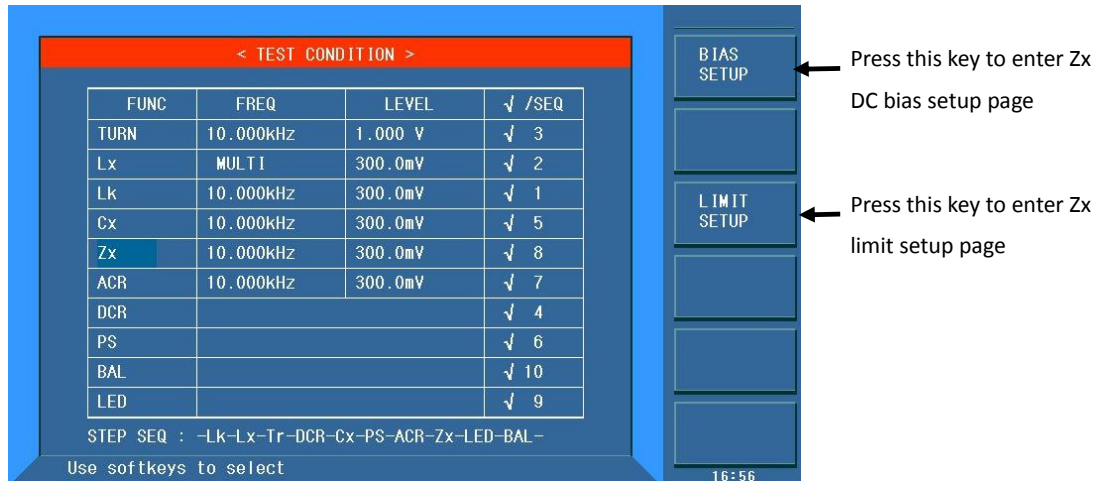 < TEST CONDITION >
FUNC FREQ LEVEL √ /SEQ
TURN 10.000kHz 1.000 V √ 3
Lx MULTI 300.0mV √ 2
Lk 10.000kHz 300.0mV √ 1
Cx 10.000kHz 300.0mV √ 5
Zx 10.000kHz 300.0mV √ 8
ACR 10.000kHz 300.0mV √ 7
DCR √ 4
PS √ 6
BAL √ 10
LED √ 9
STEP SEQ : -Lk-Lx-Tr-DCR-Cx-PS-ACR-Zx-LED-BAL-
Use softkeys to select
BIAS
SETUP
LIMIT
SETUP
16:56
Press this key to enter Zx
DC bias setup page
Press this key to enter Zx
limit setup page